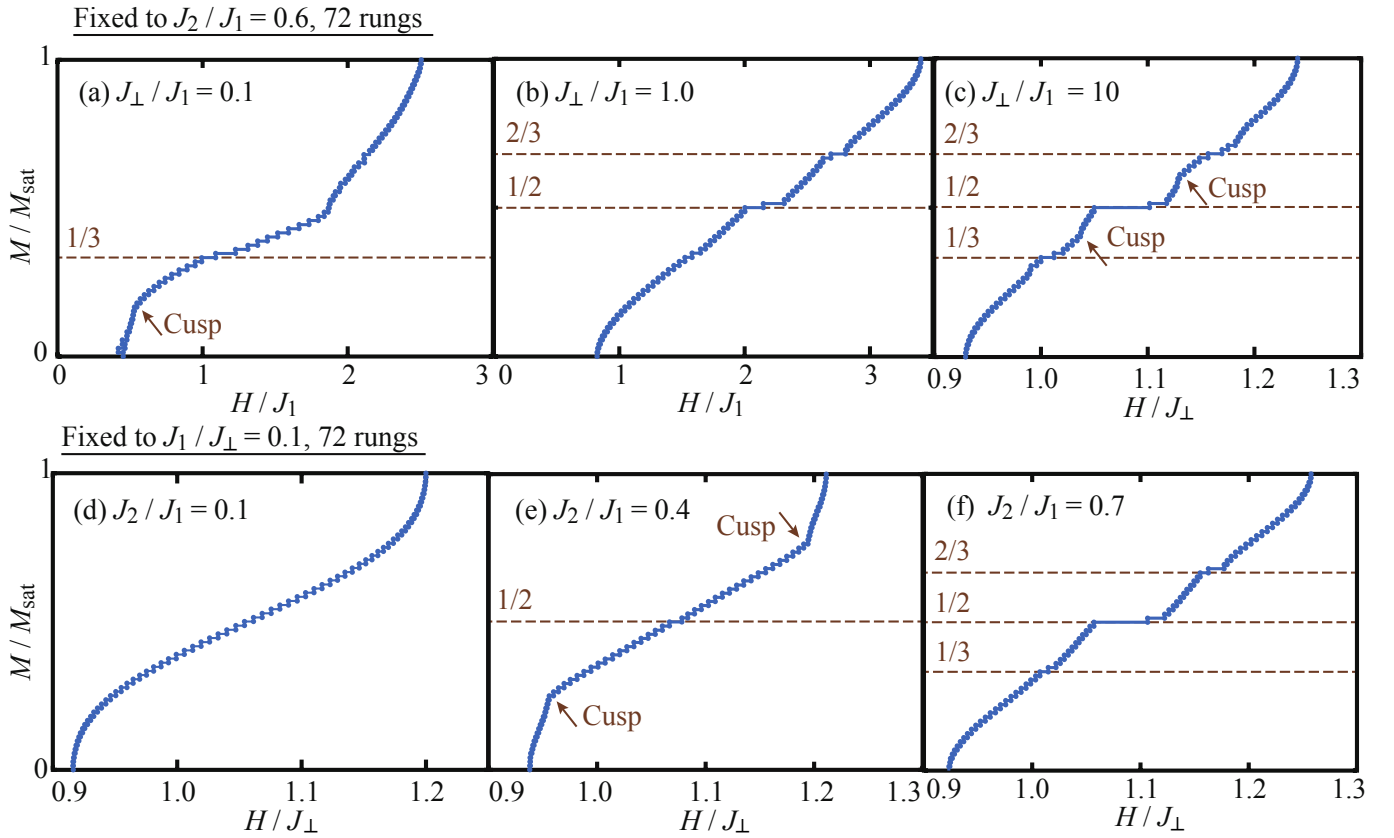 Fixed to J2 / J1 = 0.6, 72 rungs
M / Msat
1
0
(a) J⊥ / J1 = 0.1
1/3
Cusp
0 1 2 3
H / J1
(b) J⊥ / J1 = 1.0
2/3
1/2
1 2 3
H / J1
(c) J⊥ / J1 = 10
2/3
1/2
1/3
Cusp
Cusp
0.9 1.0 1.1 1.2 1.3
H / J⊥
Fixed to J1 / J⊥ = 0.1, 72 rungs
M / Msat
1
0
(d) J2 / J1 = 0.1
0.9 1.0 1.1 1.2
H / J⊥
(e) J2 / J1 = 0.4
Cusp
1/2
Cusp
1.0 1.1 1.2 1.3
H / J⊥
(f) J2 / J1 = 0.7
2/3
1/2
1/3
0.9 1.0 1.1 1.2 1.3
H / J⊥